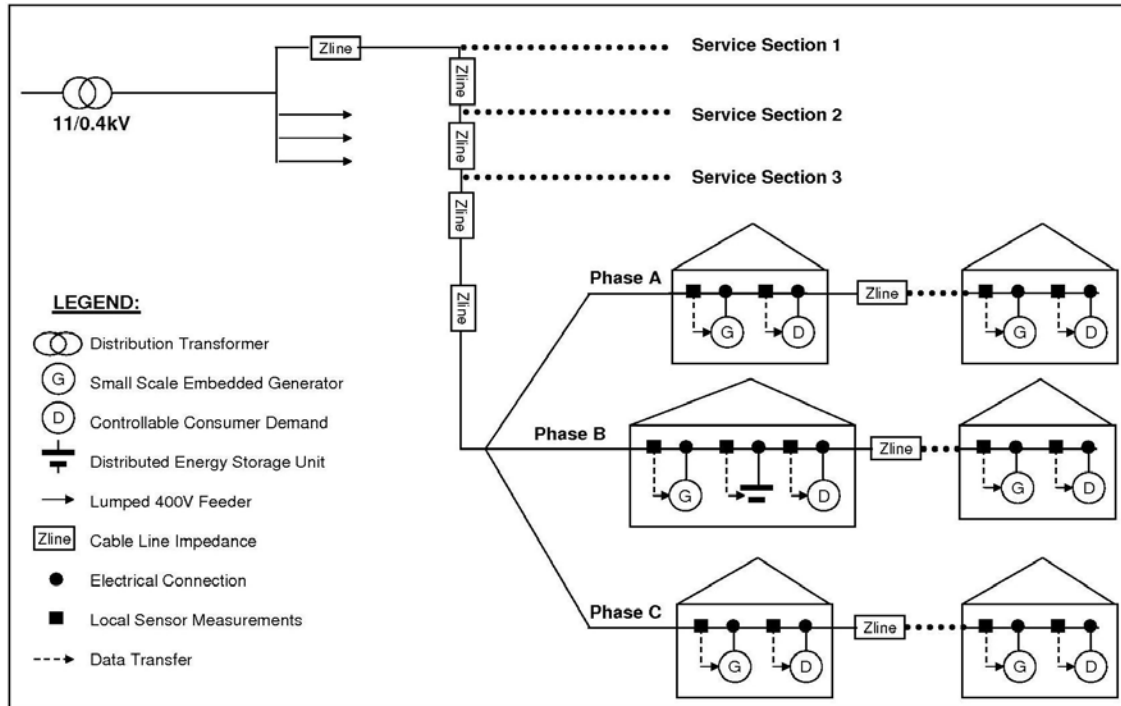 Zline
Service Section 1
Zline
11/0.4kV
Service Section 2
Zline
Service Section 3
Zline
Zline
Phase A
Zline
G
D
G
D
Phase B
Zline
G
D
G
D
Phase C
Zline
G
D
G
D
LEGEND:
Distribution Transformer
G Small Scale Embedded Generator
D Controllable Consumer Demand
Distributed Energy Storage Unit
Lumped 400V Feeder
Zline Cable Line Impedance
Electrical Connection
Local Sensor Measurements
Data Transfer